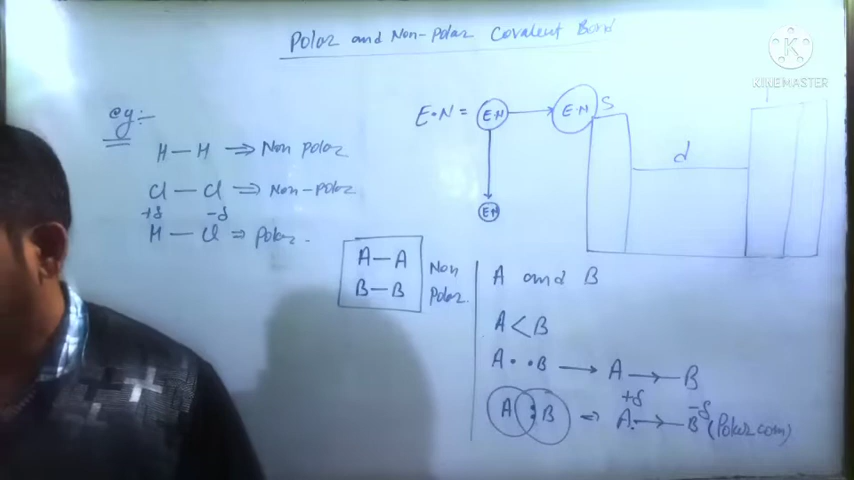 Polar and Non-polar Covalent Bond
KINEMASTER
eg:-
H—H ⇒ Non polar
Cl—Cl ⇒ Non-polar
+δ -δ
H—Cl ⇒ Polar.
E·N = E·N → E·N S
E·N
d
A—A
B—B
Non
Polar.
A and B
A<B
A· ·B → A→B
A : B ⇒ +δ A·→B -δ (Polar com)